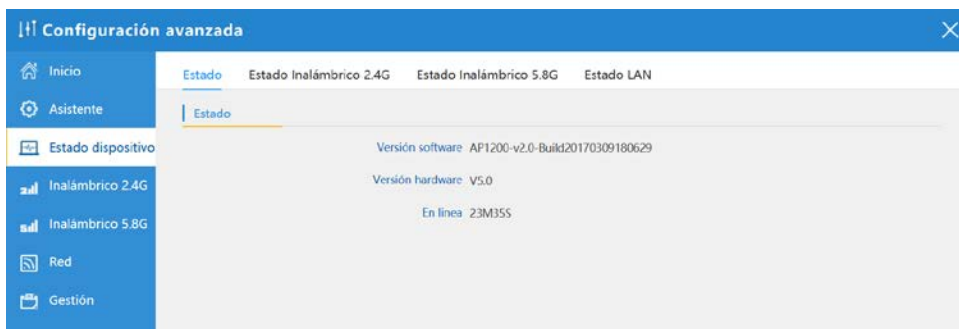 Configuración avanzada
Inicio
Asistente
Estado dispositivo
Inalámbrico 2.4G
Inalámbrico 5.8G
Red
Gestión
Estado Estado Inalámbrico 2.4G Estado Inalámbrico 5.8G Estado LAN
Estado
Versión software AP1200-v2.0-Build20170309180629
Versión hardware V5.0
En línea 23M35S